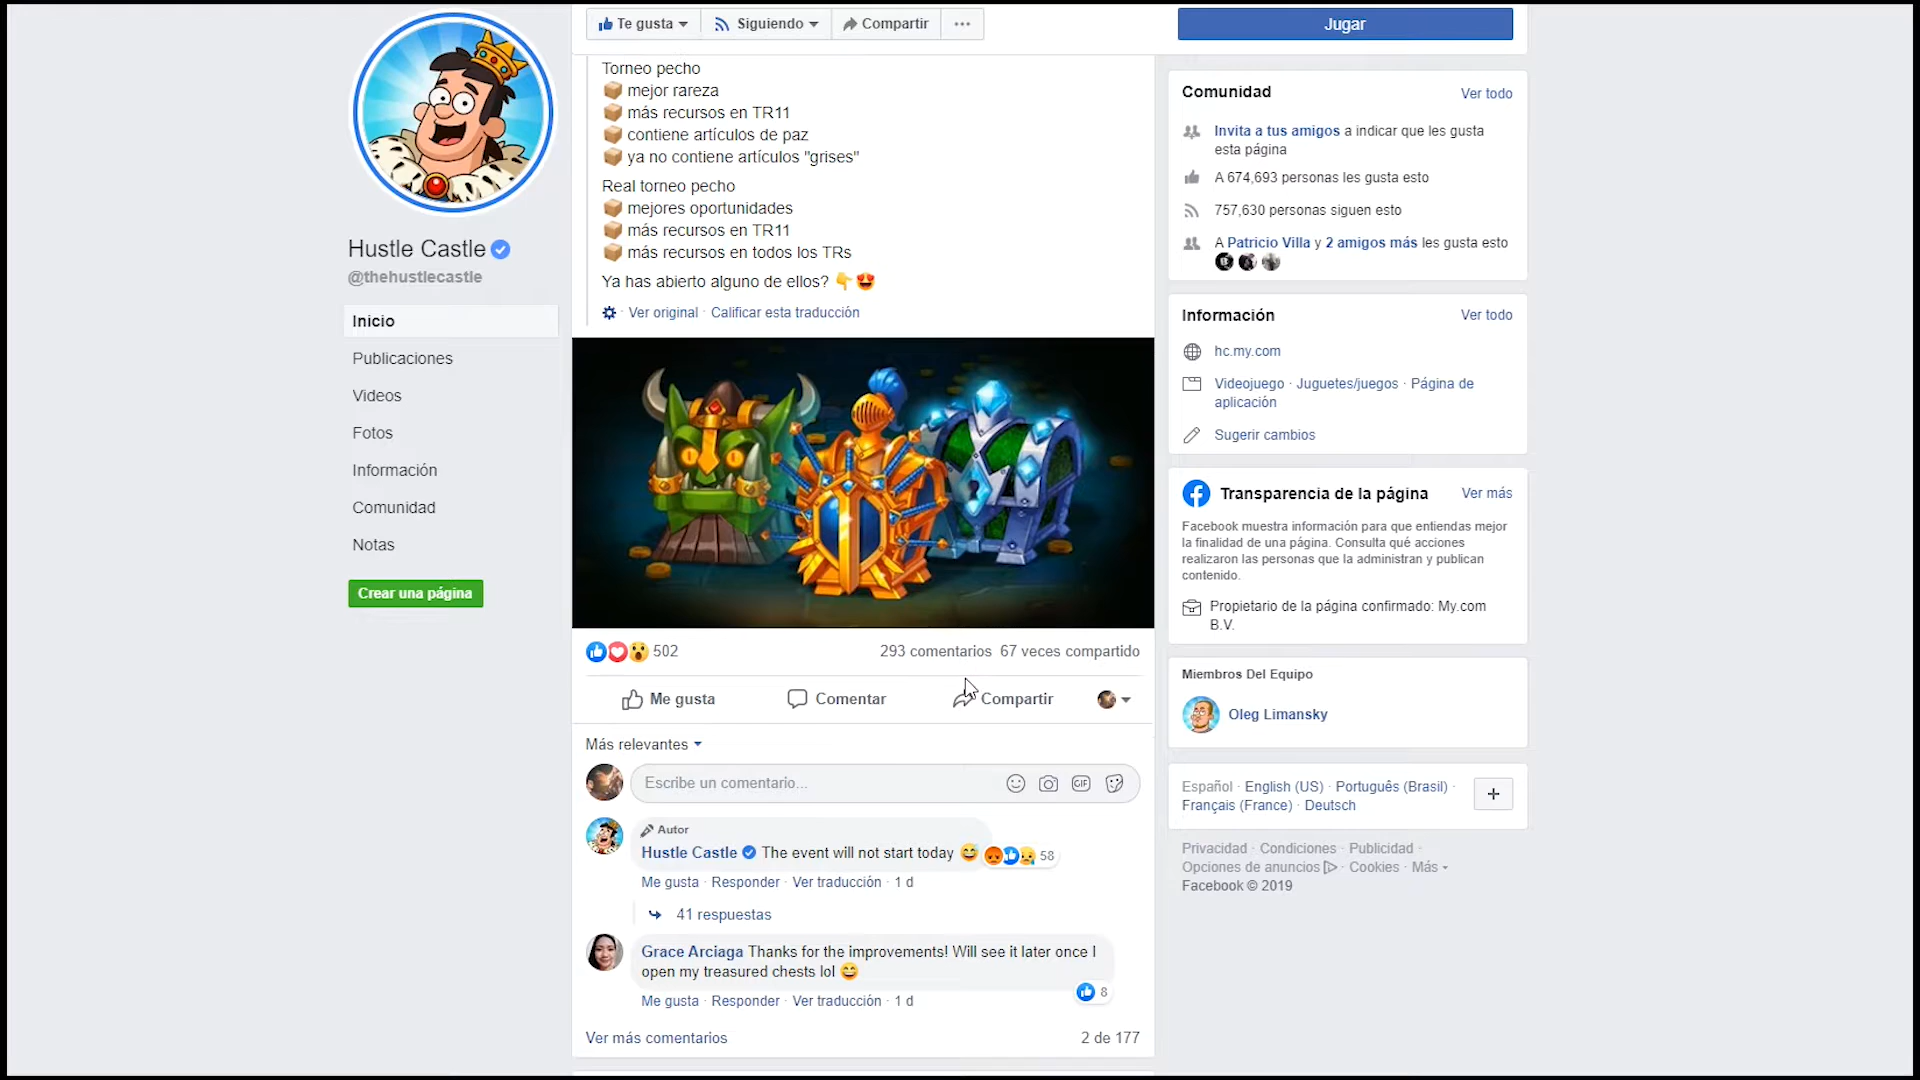 Te gusta
Siguiendo
Compartir
Jugar
Hustle Castle
@thehustlecastle
Inicio
Publicaciones
Videos
Fotos
Información
Comunidad
Notas
Crear una página
Torneo pecho
mejor rareza
más recursos en TR11
contiene artículos de paz
ya no contiene artículos "grises"
Real torneo pecho
mejores oportunidades
más recursos en TR11
más recursos en todos los TRs
Ya has abierto alguno de ellos? 👇😍
· Ver original · Calificar esta traducción
502
293 comentarios 67 veces compartido
Me gusta
Comentar
Compartir
Más relevantes
Escribe un comentario...
GIF
Autor
Hustle Castle The event will not start today 😅
58
Me gusta · Responder · Ver traducción · 1 d
41 respuestas
Grace Arciaga Thanks for the improvements! Will see it later once I
open my treasured chests lol 😄
8
Me gusta · Responder · Ver traducción · 1 d
Ver más comentarios
2 de 177
Comunidad
Ver todo
Invita a tus amigos a indicar que les gusta
esta página
A 674,693 personas les gusta esto
757,630 personas siguen esto
A Patricio Villa y 2 amigos más les gusta esto
Información
Ver todo
hc.my.com
Videojuego · Juguetes/juegos · Página de
aplicación
Sugerir cambios
Transparencia de la página
Ver más
Facebook muestra información para que entiendas mejor
la finalidad de una página. Consulta qué acciones
realizaron las personas que la administran y publican
contenido.
Propietario de la página confirmado: My.com
B.V.
Miembros Del Equipo
Oleg Limansky
Español · English (US) · Português (Brasil) ·
Français (France) · Deutsch
+
Privacidad · Condiciones · Publicidad ·
Opciones de anuncios · Cookies · Más
Facebook © 2019